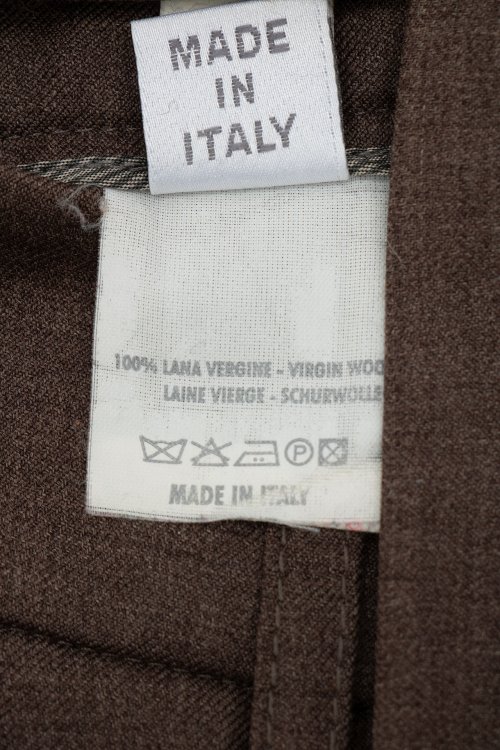 MADE
IN
ITALY
100% LANA VERGINE - VIRGIN WOO
LAINE VIERGE - SCHURWOLLE
P
MADE IN ITALY